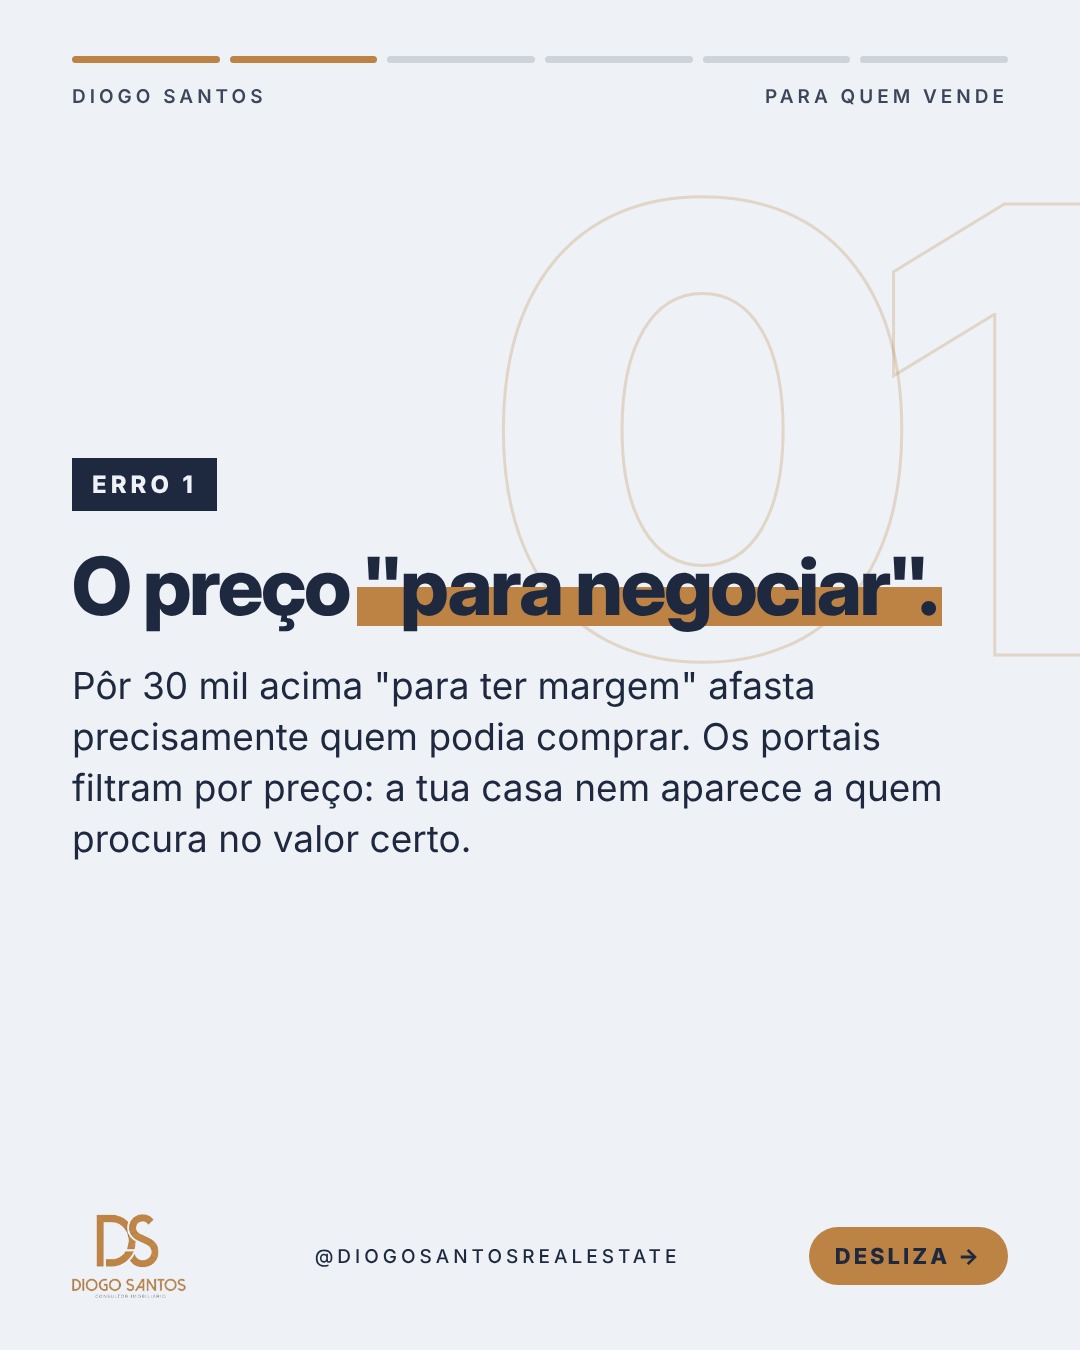 DIOGO SANTOS
PARA QUEM VENDE
01
ERRO 1
O preço "para negociar".
Pôr 30 mil acima "para ter margem" afasta
precisamente quem podia comprar. Os portais
filtram por preço: a tua casa nem aparece a quem
procura no valor certo.
DS
DIOGO SANTOS
CONSULTOR IMOBILIÁRIO
@DIOGOSANTOSREALESTATE
DESLIZA →